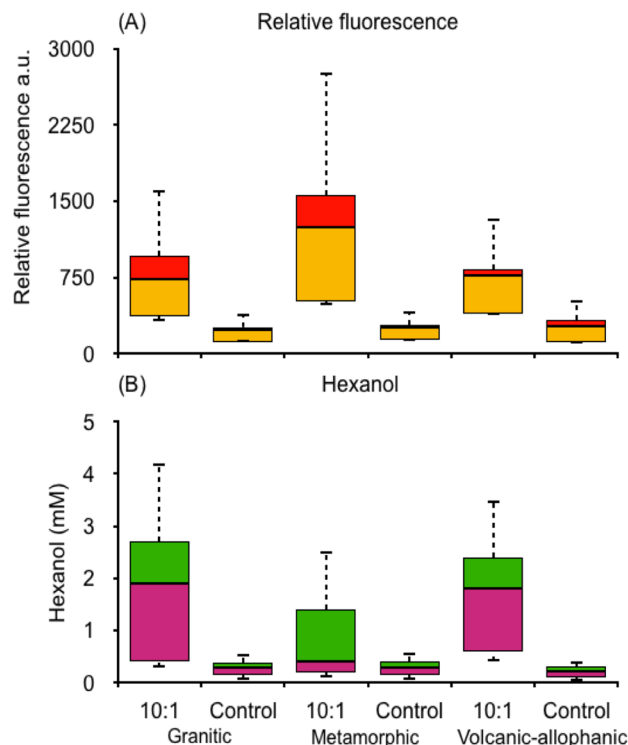 (A) Relative fluorescence
3000
2250
1500
750
0
Relative fluorescence a.u.
(B) Hexanol
5
4
3
2
1
0
Hexanol (mM)
10:1 Control 10:1 Control 10:1 Control
Granitic Metamorphic Volcanic-allophanic